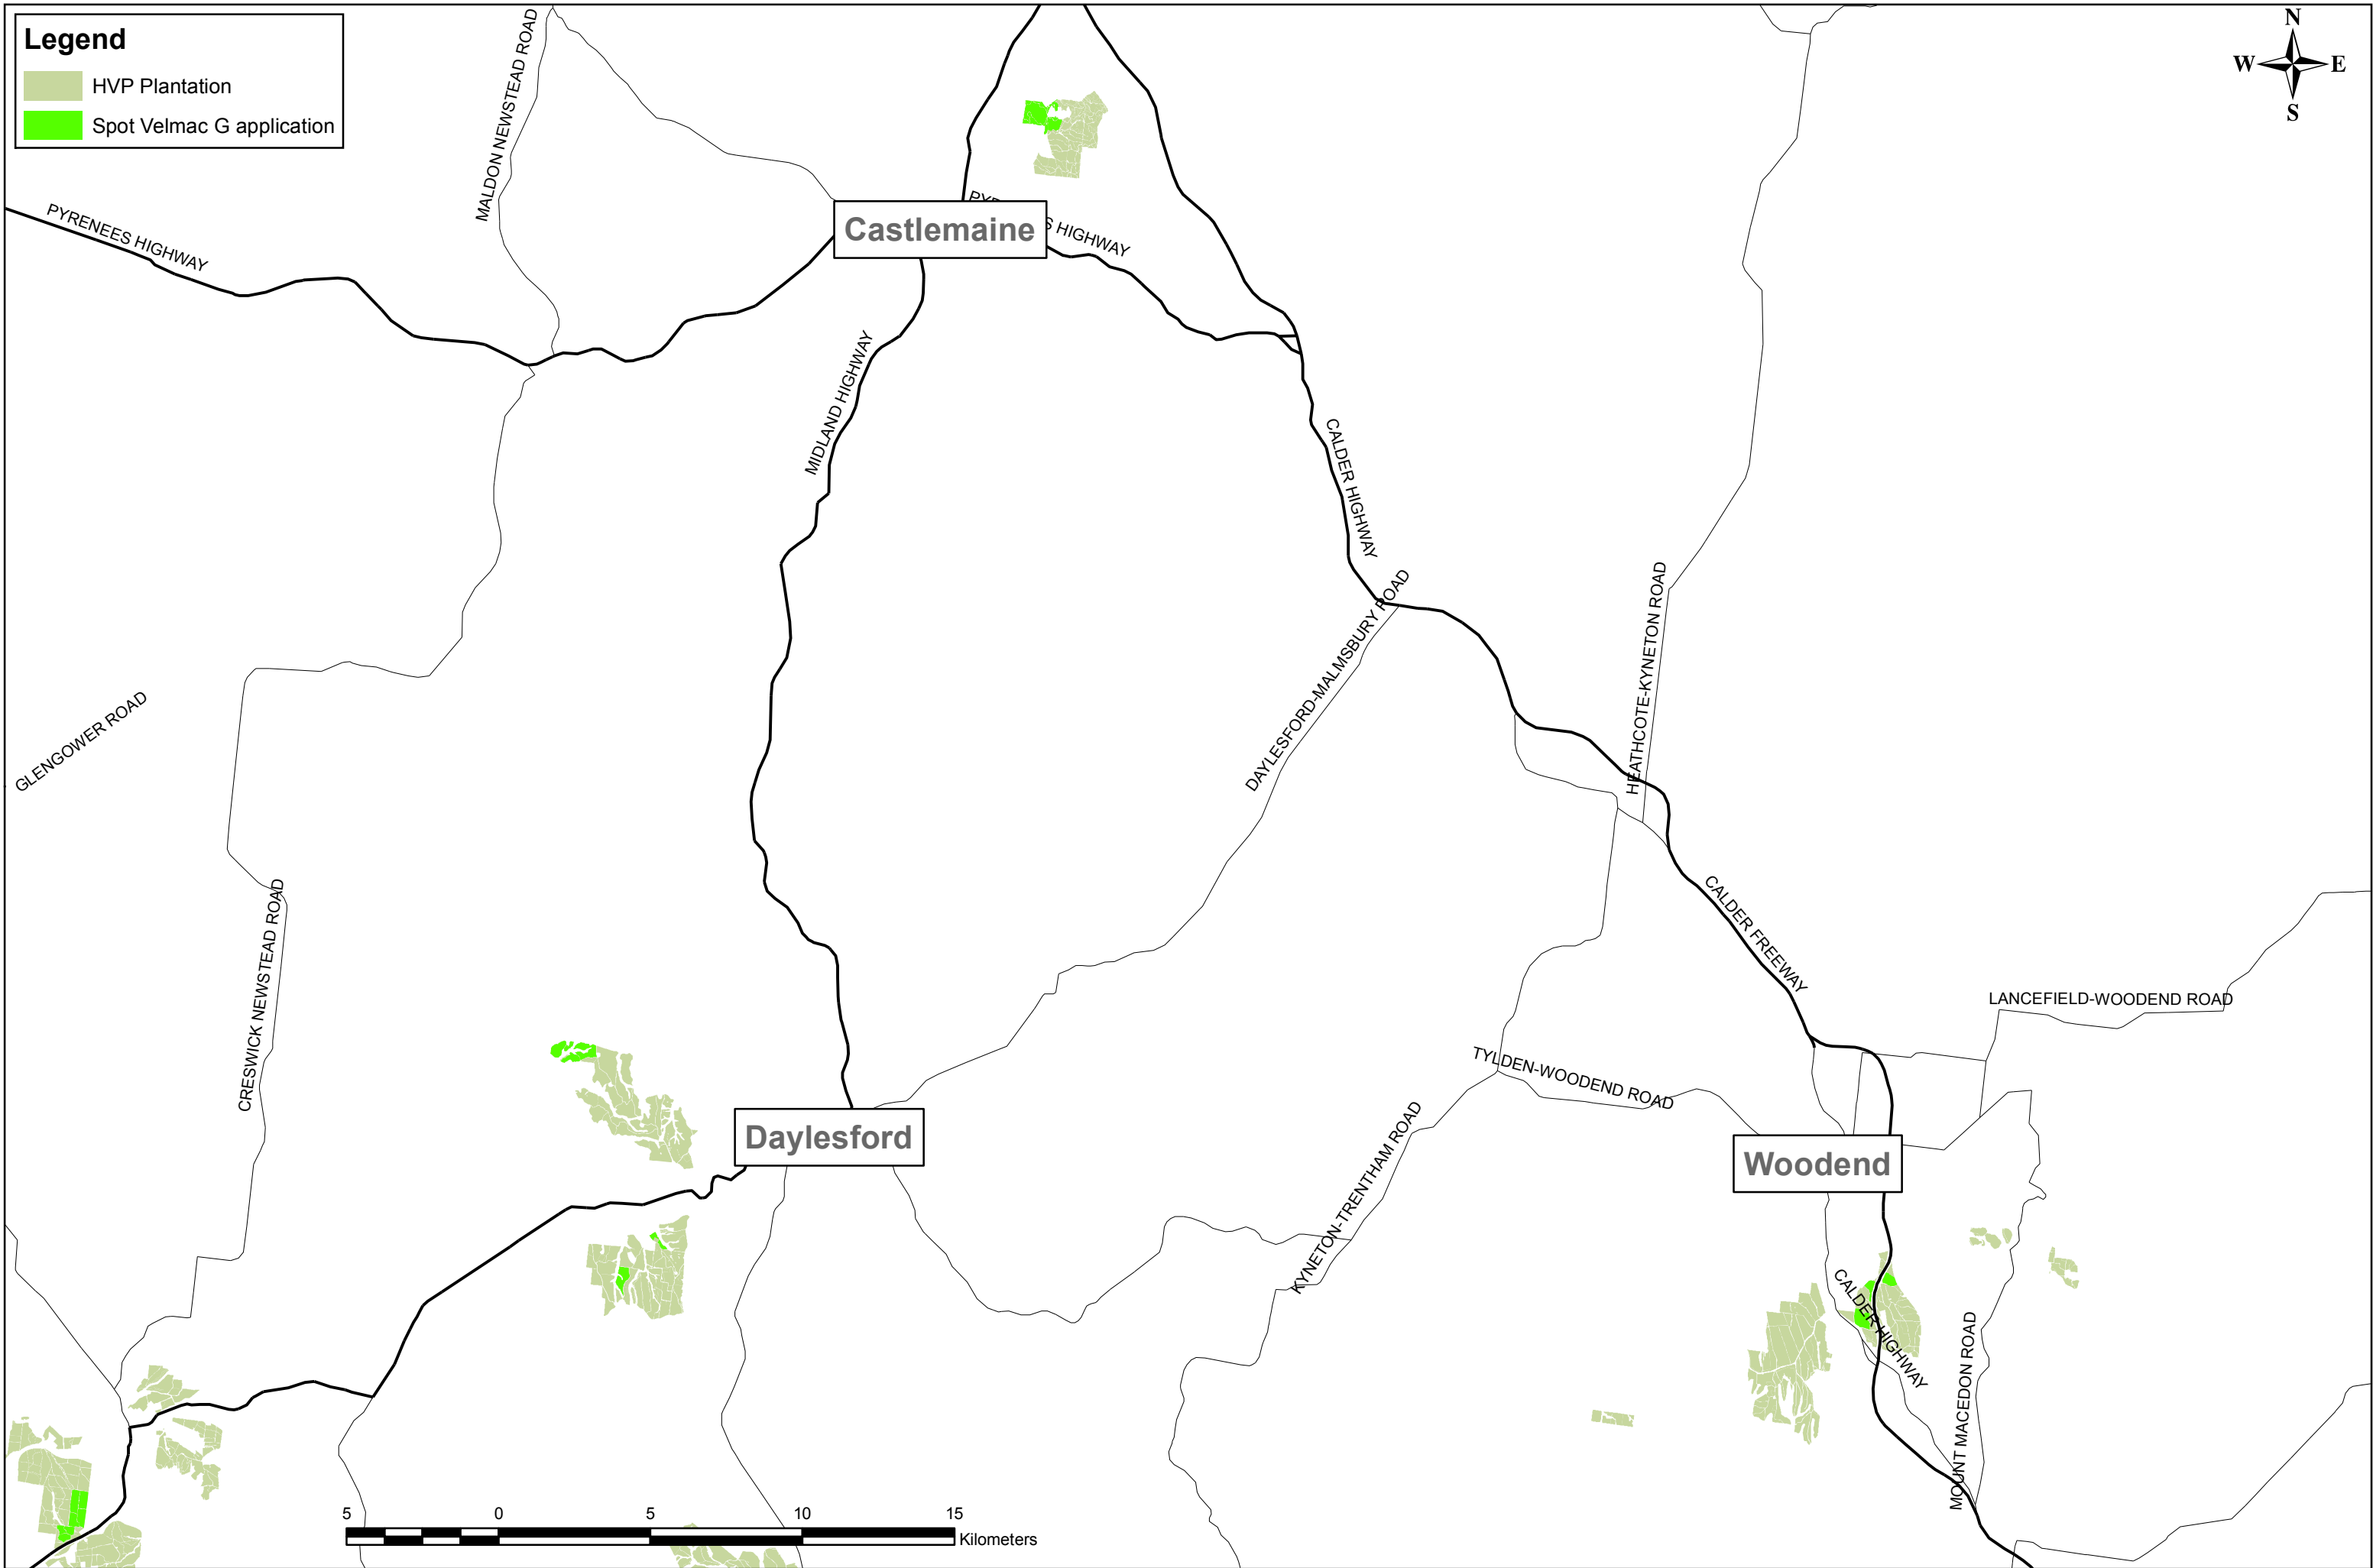 Legend
HVP Plantation
Spot Velmac G application
N
W
E
S
MALDON NEWSTEAD ROAD
PYRENEES HIGHWAY
Castlemaine
S HIGHWAY
MIDLAND HIGHWAY
CALDER HIGHWAY
DAYLESFORD-MALMSBURY ROAD
HEATHCOTE-KYNETON ROAD
GLENGOWER ROAD
CRESWICK NEWSTEAD ROAD
CALDER FREEWAY
LANCEFIELD-WOODEND ROAD
TYLDEN-WOODEND ROAD
Daylesford
Woodend
KYNETON-TRENTHAM ROAD
CALDER HIGHWAY
MOUNT MACEDON ROAD
5 0 5 10 15
Kilometers